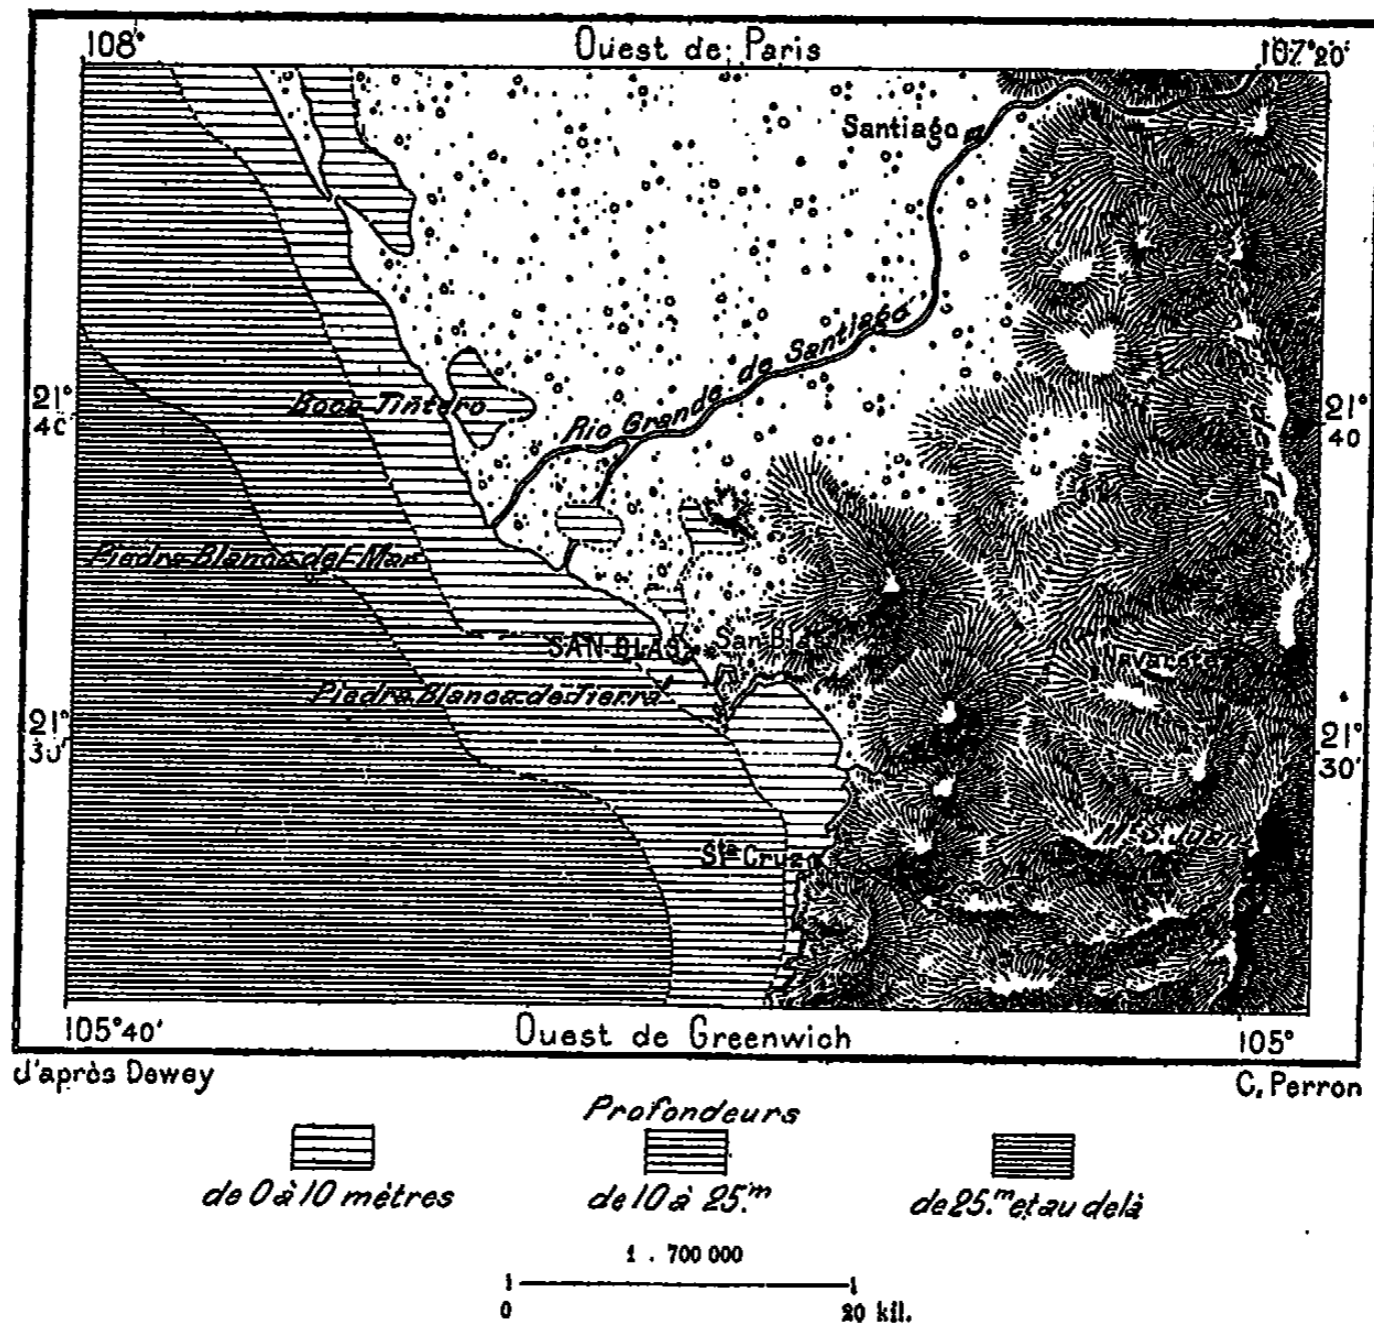 108°
Ouest de Paris
107°20'
Santiago
Rio Grande de Santiago
Boca Tintero
21°
40'
21°
40
Piedra Blanca del Mar
SAN-BLAS
San-Blas
Navarete
Piedra Blanca de Tierra
21°
30'
21°
30'
Sta Cruz
105°40'
Ouest de Greenwich
105°
d'après Dewey
C. Perron
Profondeurs
de 0 à 10 mètres
de 10 à 25.m
de 25.m et au delà
1 . 700 000
0
20 kil.